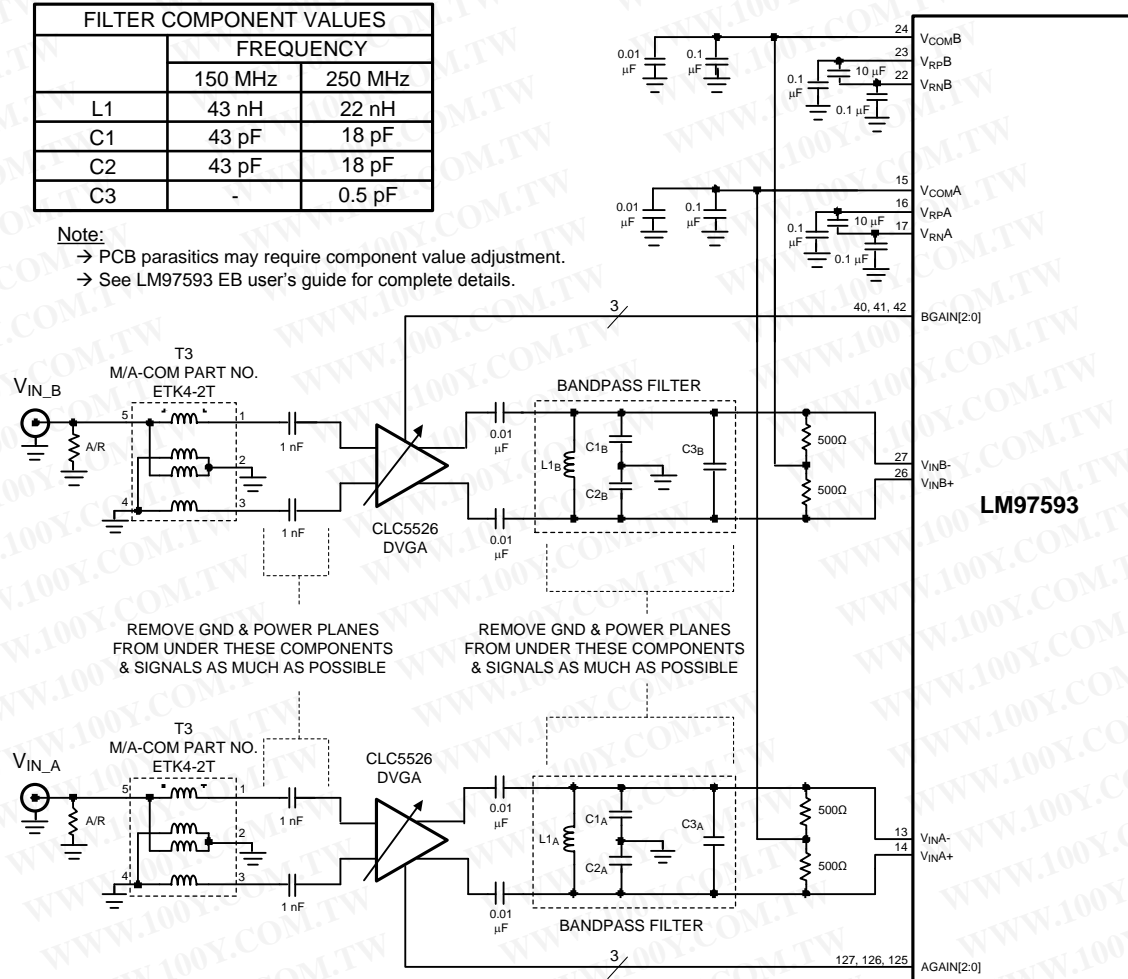 FILTER COMPONENT VALUES
FREQUENCY
150 MHz 250 MHz
L1 43 nH 22 nH
C1 43 pF 18 pF
C2 43 pF 18 pF
C3 - 0.5 pF
Note:
→ PCB parasitics may require component value adjustment.
→ See LM97593 EB user's guide for complete details.
0.01 µF
0.1 µF
24 VCOMB
23 VRPB
22 VRNB
0.1 µF
10 µF
0.1 µF
0.01 µF
0.1 µF
15 VCOMA
16 VRPA
17 VRNA
0.1 µF
10 µF
0.1 µF
3
40, 41, 42 BGAIN[2:0]
VIN_B
T3
M/A-COM PART NO.
ETK4-2T
5 1
2
4 3
A/R
1 nF
1 nF
CLC5526
DVGA
0.01 µF
0.01 µF
BANDPASS FILTER
L1B
C1B
C2B
C3B
500Ω
500Ω
27 VINB-
26 VINB+
LM97593
REMOVE GND & POWER PLANES
FROM UNDER THESE COMPONENTS
& SIGNALS AS MUCH AS POSSIBLE
REMOVE GND & POWER PLANES
FROM UNDER THESE COMPONENTS
& SIGNALS AS MUCH AS POSSIBLE
VIN_A
T3
M/A-COM PART NO.
ETK4-2T
5 1
2
4 3
A/R
1 nF
1 nF
CLC5526
DVGA
0.01 µF
0.01 µF
L1A
C1A
C2A
C3A
BANDPASS FILTER
500Ω
500Ω
13 VINA-
14 VINA+
3
127, 126, 125 AGAIN[2:0]
WWW.100Y.COM.TW